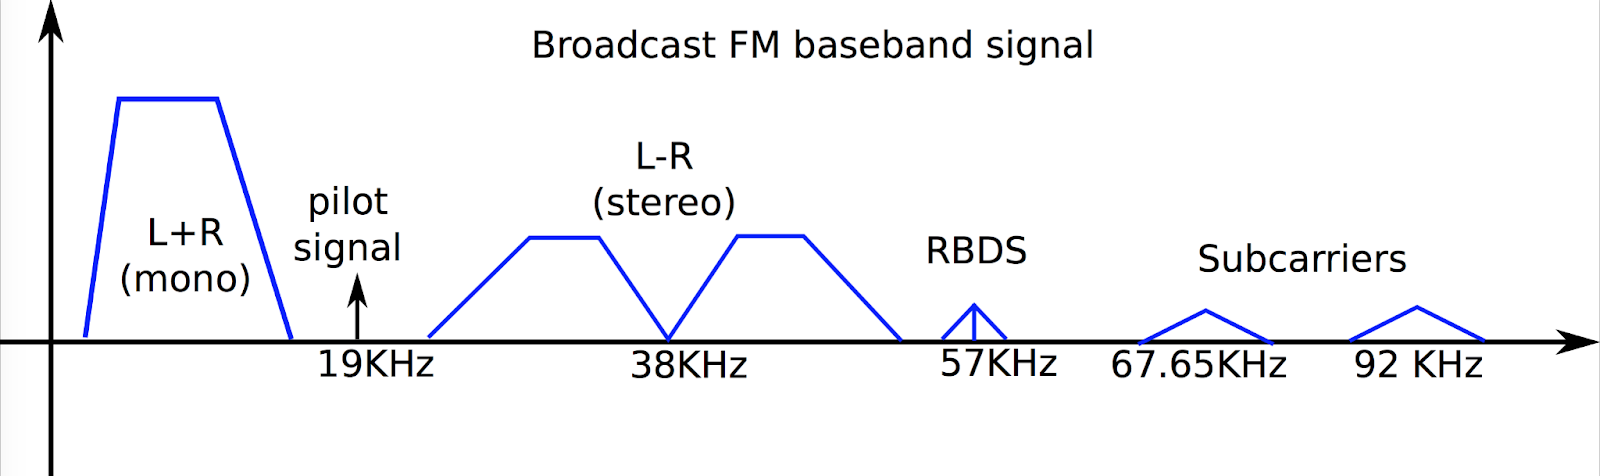 Broadcast FM baseband signal
L+R
(mono)
pilot
signal
L-R
(stereo)
RBDS
Subcarriers
19KHz
38KHz
57KHz
67.65KHz
92 KHz